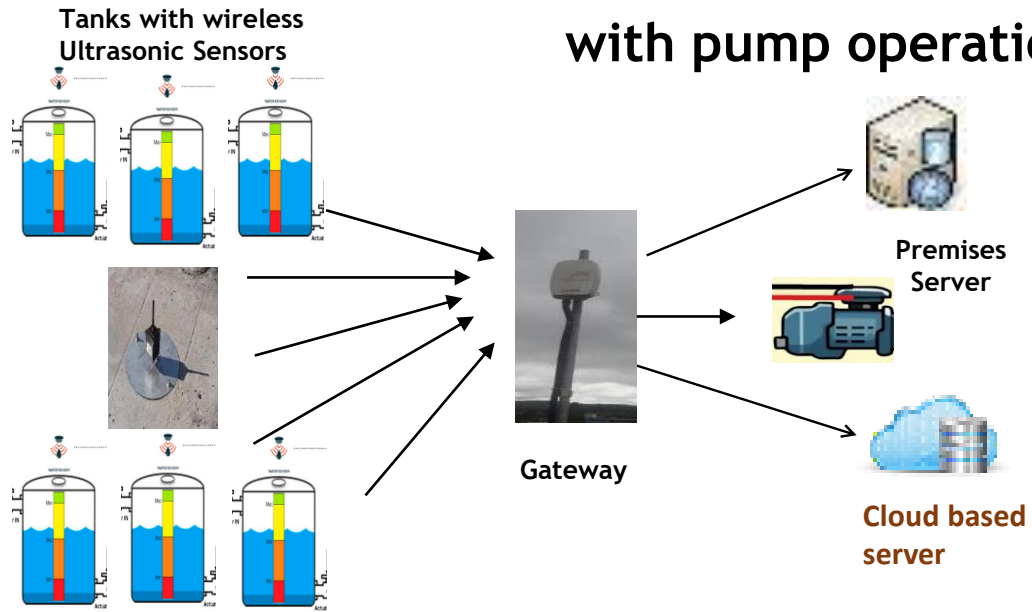 Tanks with wireless
Ultrasonic Sensors
with pump operatio
Premises
Server
Gateway
Cloud based
server